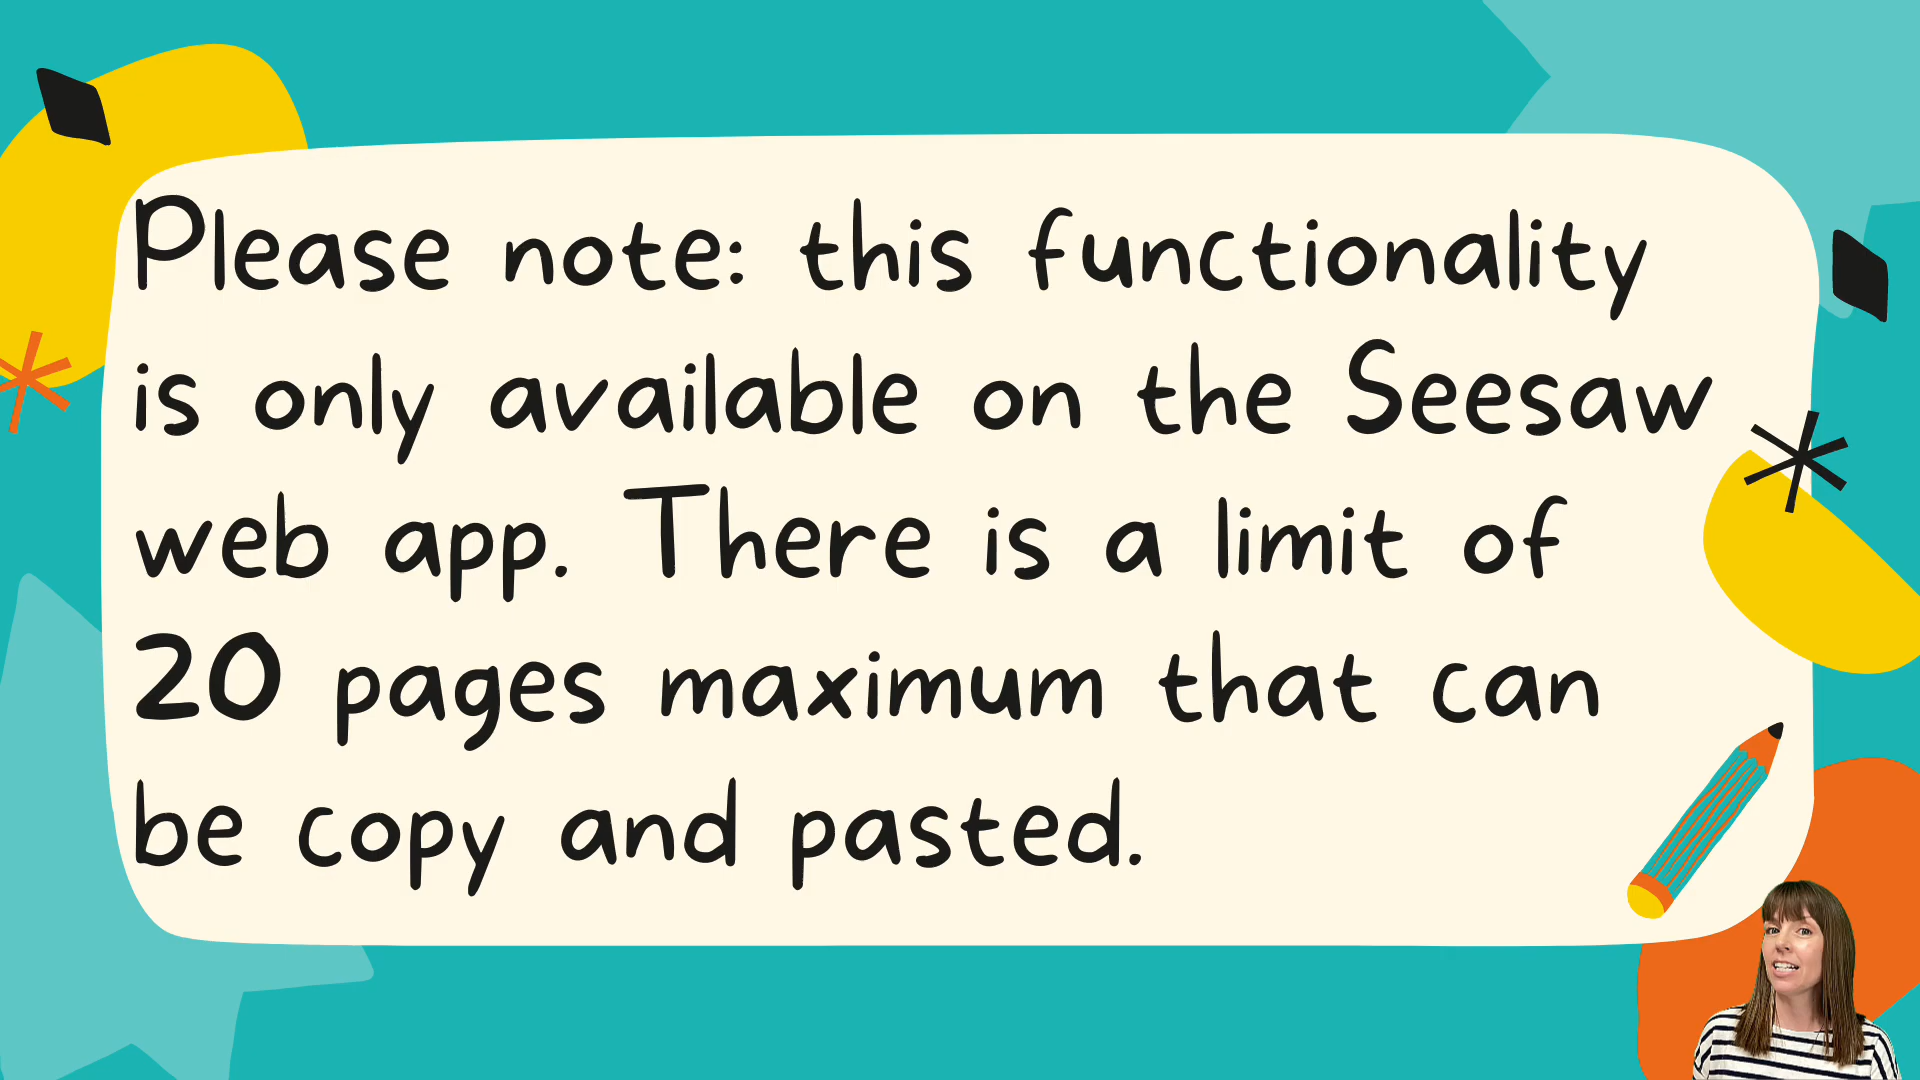 Please note: this functionality
is only available on the Seesaw
web app. There is a limit of
20 pages maximum that can
be copy and pasted.